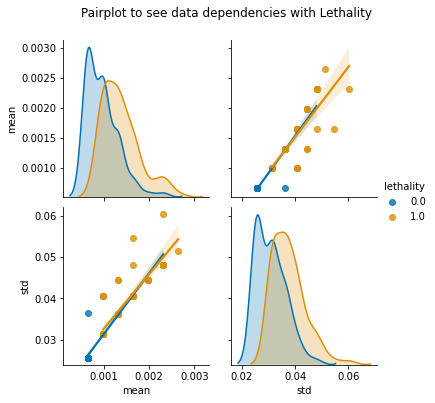 Pairplot to see data dependencies with Lethality
0.0030
0.0025
0.0020
0.0015
0.0010
mean
lethality
0.0
1.0
0.06
0.05
0.04
0.03
std
0.001 0.002 0.003
mean
0.02 0.04 0.06
std